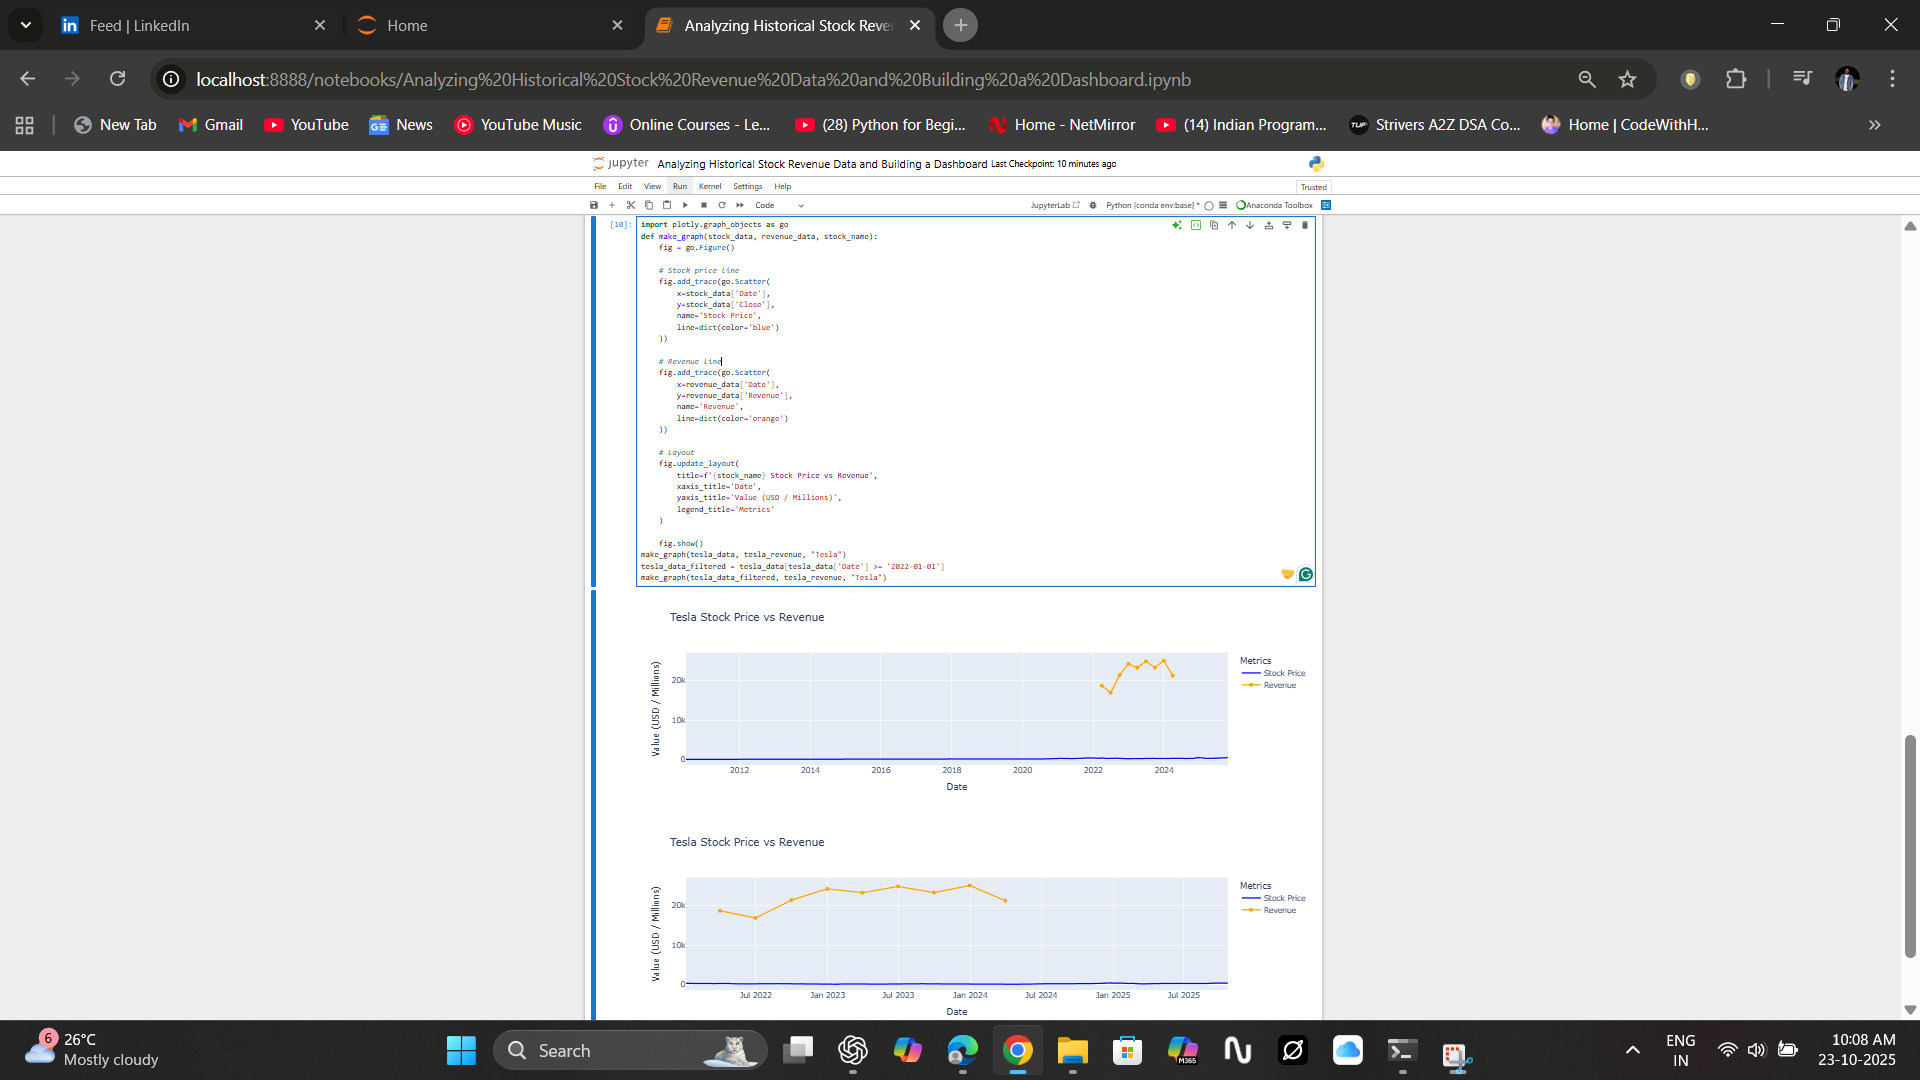 Feed | LinkedIn
Home
Analyzing Historical Stock Reve
localhost:8888/notebooks/Analyzing%20Historical%20Stock%20Revenue%20Data%20and%20Building%20a%20Dashboard.ipynb
New Tab
Gmail
YouTube
News
YouTube Music
Online Courses - Le...
(28) Python for Begi...
Home - NetMirror
(14) Indian Program...
TUF
Strivers A2Z DSA Co...
Home | CodeWithH...
jupyter Analyzing Historical Stock Revenue Data and Building a Dashboard Last Checkpoint: 10 minutes ago
File Edit View Run Kernel Settings Help
Trusted
Code
JupyterLab
Python [conda env:base] *
Anaconda Toolbox
[10]:
import plotly.graph_objects as go
def make_graph(stock_data, revenue_data, stock_name):
fig = go.Figure()
# Stock price line
fig.add_trace(go.Scatter(
x=stock_data['Date'],
y=stock_data['Close'],
name='Stock Price',
line=dict(color='blue')
))
# Revenue line
fig.add_trace(go.Scatter(
x=revenue_data['Date'],
y=revenue_data['Revenue'],
name='Revenue',
line=dict(color='orange')
))
# Layout
fig.update_layout(
title=f'{stock_name} Stock Price vs Revenue',
xaxis_title='Date',
yaxis_title='Value (USD / Millions)',
legend_title='Metrics'
)
fig.show()
make_graph(tesla_data, tesla_revenue, "Tesla")
tesla_data_filtered = tesla_data[tesla_data['Date'] >= '2022-01-01']
make_graph(tesla_data_filtered, tesla_revenue, "Tesla")
Tesla Stock Price vs Revenue
Value (USD / Millions)
20k
10k
0
2012 2014 2016 2018 2020 2022 2024
Date
Metrics
Stock Price
Revenue
Tesla Stock Price vs Revenue
Value (USD / Millions)
20k
10k
0
Jul 2022 Jan 2023 Jul 2023 Jan 2024 Jul 2024 Jan 2025 Jul 2025
Date
Metrics
Stock Price
Revenue
6
26°C
Mostly cloudy
Search
M365
ENG
IN
10:08 AM
23-10-2025